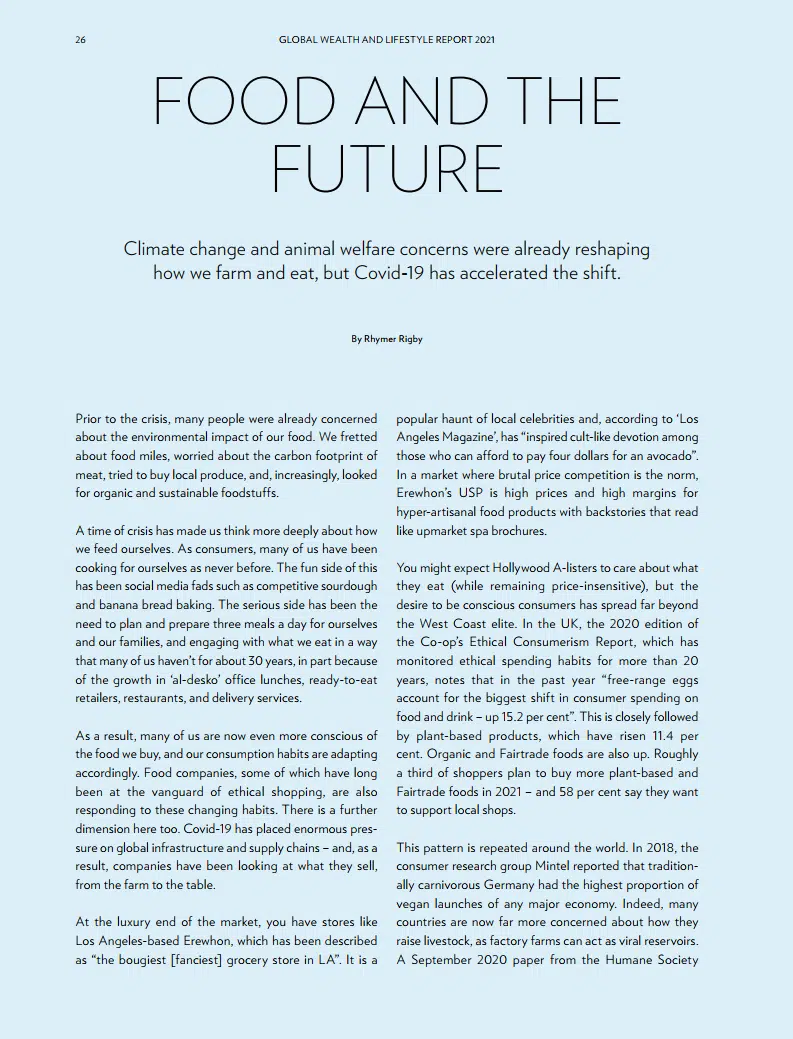 26
GLOBAL WEALTH AND LIFESTYLE REPORT 2021
FOOD AND THE
FUTURE
Climate change and animal welfare concerns were already reshaping
how we farm and eat, but Covid-19 has accelerated the shift.
By Rhymer Rigby
Prior to the crisis, many people were already concerned
about the environmental impact of our food. We fretted
about food miles, worried about the carbon footprint of
meat, tried to buy local produce, and, increasingly, looked
for organic and sustainable foodstuffs.
A time of crisis has made us think more deeply about how
we feed ourselves. As consumers, many of us have been
cooking for ourselves as never before. The fun side of this
has been social media fads such as competitive sourdough
and banana bread baking. The serious side has been the
need to plan and prepare three meals a day for ourselves
and our families, and engaging with what we eat in a way
that many of us haven't for about 30 years, in part because
of the growth in 'al-desko' office lunches, ready-to-eat
retailers, restaurants, and delivery services.
As a result, many of us are now even more conscious of
the food we buy, and our consumption habits are adapting
accordingly. Food companies, some of which have long
been at the vanguard of ethical shopping, are also
responding to these changing habits. There is a further
dimension here too. Covid-19 has placed enormous pres-
sure on global infrastructure and supply chains – and, as a
result, companies have been looking at what they sell,
from the farm to the table.
At the luxury end of the market, you have stores like
Los Angeles-based Erewhon, which has been described
as "the bougiest [fanciest] grocery store in LA". It is a
popular haunt of local celebrities and, according to 'Los
Angeles Magazine', has "inspired cult-like devotion among
those who can afford to pay four dollars for an avocado".
In a market where brutal price competition is the norm,
Erewhon's USP is high prices and high margins for
hyper-artisanal food products with backstories that read
like upmarket spa brochures.
You might expect Hollywood A-listers to care about what
they eat (while remaining price-insensitive), but the
desire to be conscious consumers has spread far beyond
the West Coast elite. In the UK, the 2020 edition of
the Co-op's Ethical Consumerism Report, which has
monitored ethical spending habits for more than 20
years, notes that in the past year "free-range eggs
account for the biggest shift in consumer spending on
food and drink – up 15.2 per cent". This is closely followed
by plant-based products, which have risen 11.4 per
cent. Organic and Fairtrade foods are also up. Roughly
a third of shoppers plan to buy more plant-based and
Fairtrade foods in 2021 – and 58 per cent say they want
to support local shops.
This pattern is repeated around the world. In 2018, the
consumer research group Mintel reported that tradition-
ally carnivorous Germany had the highest proportion of
vegan launches of any major economy. Indeed, many
countries are now far more concerned about how they
raise livestock, as factory farms can act as viral reservoirs.
A September 2020 paper from the Humane Society